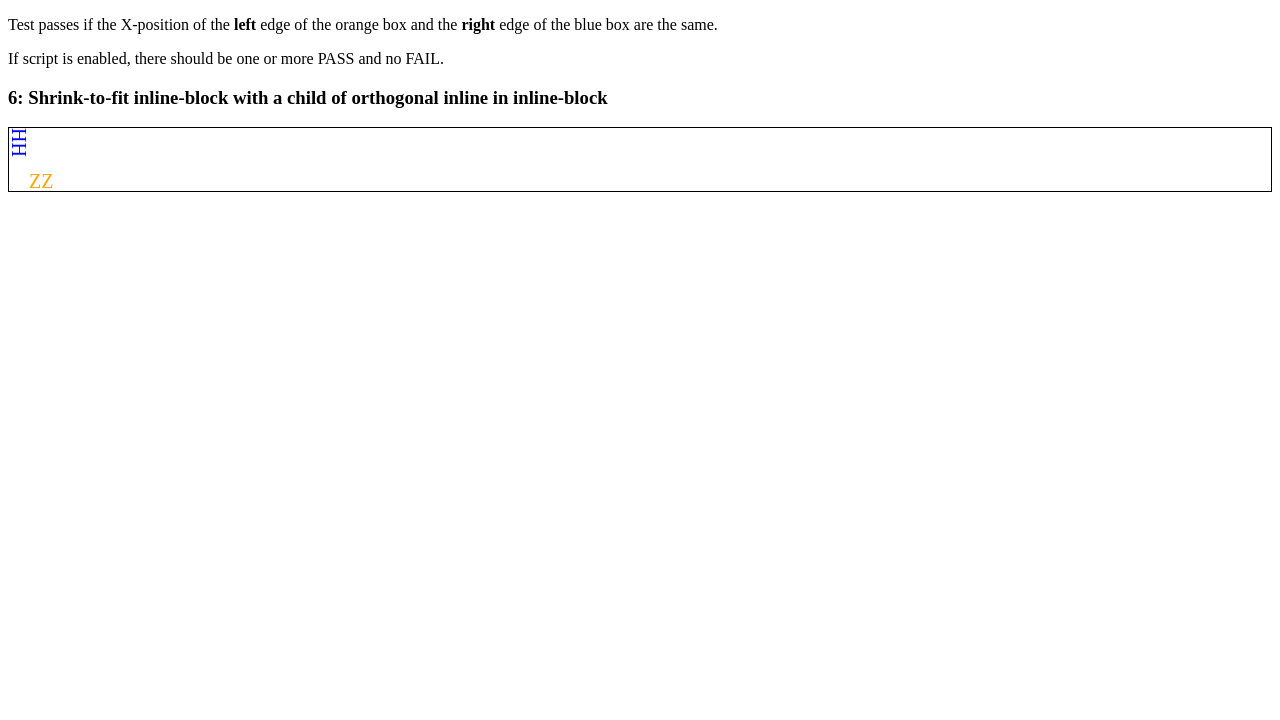 Test passes if the X-position of the left edge of the orange box and the right edge of the blue box are the same.
If script is enabled, there should be one or more PASS and no FAIL.
6: Shrink-to-fit inline-block with a child of orthogonal inline in inline-block
HH
ZZ